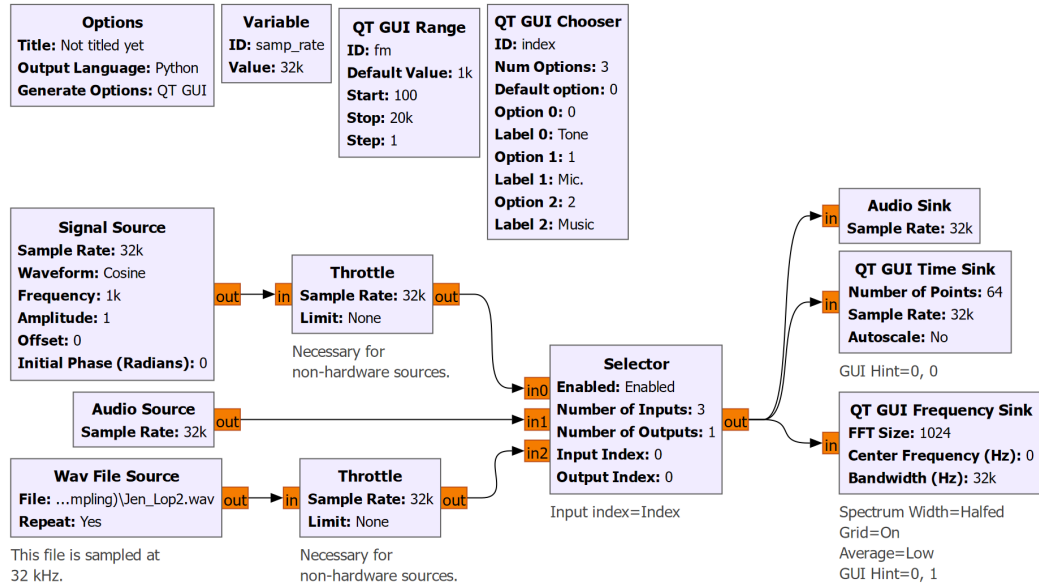 Options
Title: Not titled yet
Output Language: Python
Generate Options: QT GUI
Variable
ID: samp_rate
Value: 32k
QT GUI Range
ID: fm
Default Value: 1k
Start: 100
Stop: 20k
Step: 1
QT GUI Chooser
ID: index
Num Options: 3
Default option: 0
Option 0: 0
Label 0: Tone
Option 1: 1
Label 1: Mic.
Option 2: 2
Label 2: Music
Signal Source
Sample Rate: 32k
Waveform: Cosine
Frequency: 1k
Amplitude: 1
Offset: 0
Initial Phase (Radians): 0
out
in
Throttle
Sample Rate: 32k
Limit: None
out
Necessary for
non-hardware sources.
Audio Source
Sample Rate: 32k
out
Wav File Source
File: ...mpling)\Jen_Lop2.wav
Repeat: Yes
out
This file is sampled at
32 kHz.
in
Throttle
Sample Rate: 32k
Limit: None
out
Necessary for
non-hardware sources.
in0
in1
in2
Selector
Enabled: Enabled
Number of Inputs: 3
Number of Outputs: 1
Input Index: 0
Output Index: 0
out
Input index=Index
in
Audio Sink
Sample Rate: 32k
in
QT GUI Time Sink
Number of Points: 64
Sample Rate: 32k
Autoscale: No
GUI Hint=0, 0
in
QT GUI Frequency Sink
FFT Size: 1024
Center Frequency (Hz): 0
Bandwidth (Hz): 32k
Spectrum Width=Halfed
Grid=On
Average=Low
GUI Hint=0, 1